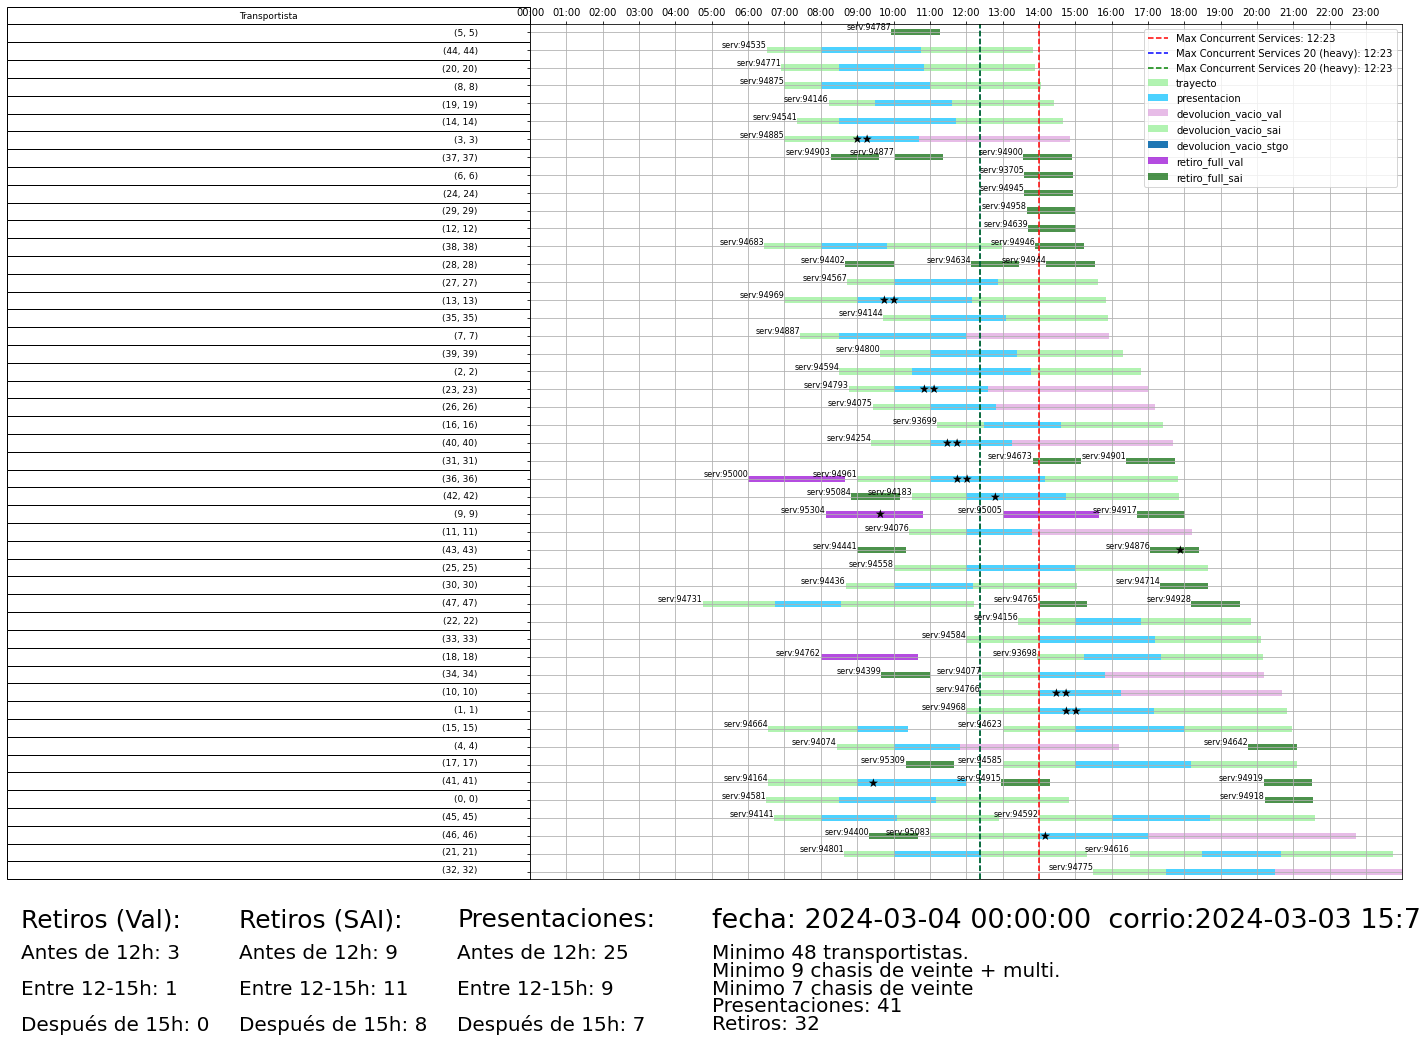 Transportista 00:00 01:00 02:00 03:00 04:00 05:00 06:00 07:00 08:00 09:00 10:00 11:00 12:00 13:00 14:00 15:00 16:00 17:00 18:00 19:00 20:00 21:00 22:00 23:00
(5, 5) serv:94787
(44, 44) serv:94535
(20, 20) serv:94771
(8, 8) serv:94875
(19, 19) serv:94146
(14, 14) serv:94541
(3, 3) serv:94885
(37, 37) serv:94903 serv:94877 serv:94900
(6, 6) serv:93705
(24, 24) serv:94945
(29, 29) serv:94958
(12, 12) serv:94639
(38, 38) serv:94683 serv:94946
(28, 28) serv:94402 serv:94634 serv:94944
(27, 27) serv:94567
(13, 13) serv:94969
(35, 35) serv:94144
(7, 7) serv:94887
(39, 39) serv:94800
(2, 2) serv:94594
(23, 23) serv:94793
(26, 26) serv:94075
(16, 16) serv:93699
(40, 40) serv:94254
(31, 31) serv:94673 serv:94901
(36, 36) serv:95000 serv:94961
(42, 42) serv:95084 serv:94183
(9, 9) serv:95304 serv:95005 serv:94917
(11, 11) serv:94076
(43, 43) serv:94441 serv:94876
(25, 25) serv:94558
(30, 30) serv:94436 serv:94714
(47, 47) serv:94731 serv:94765 serv:94928
(22, 22) serv:94156
(33, 33) serv:94584
(18, 18) serv:94762 serv:93698
(34, 34) serv:94399 serv:94077
(10, 10) serv:94766
(1, 1) serv:94968
(15, 15) serv:94664 serv:94623
(4, 4) serv:94074 serv:94642
(17, 17) serv:95309 serv:94585
(41, 41) serv:94164 serv:94915 serv:94919
(0, 0) serv:94581 serv:94918
(45, 45) serv:94141 serv:94592
(46, 46) serv:94400 serv:95083
(21, 21) serv:94801 serv:94616
(32, 32) serv:94775
Max Concurrent Services: 12:23
Max Concurrent Services 20 (heavy): 12:23
Max Concurrent Services 20 (heavy): 12:23
trayecto
presentacion
devolucion_vacio_val
devolucion_vacio_sai
devolucion_vacio_stgo
retiro_full_val
retiro_full_sai
Retiros (Val):
Antes de 12h: 3
Entre 12-15h: 1
Después de 15h: 0
Retiros (SAI):
Antes de 12h: 9
Entre 12-15h: 11
Después de 15h: 8
Presentaciones:
Antes de 12h: 25
Entre 12-15h: 9
Después de 15h: 7
fecha: 2024-03-04 00:00:00 corrio:2024-03-03 15:7
Minimo 48 transportistas.
Minimo 9 chasis de veinte + multi.
Minimo 7 chasis de veinte
Presentaciones: 41
Retiros: 32